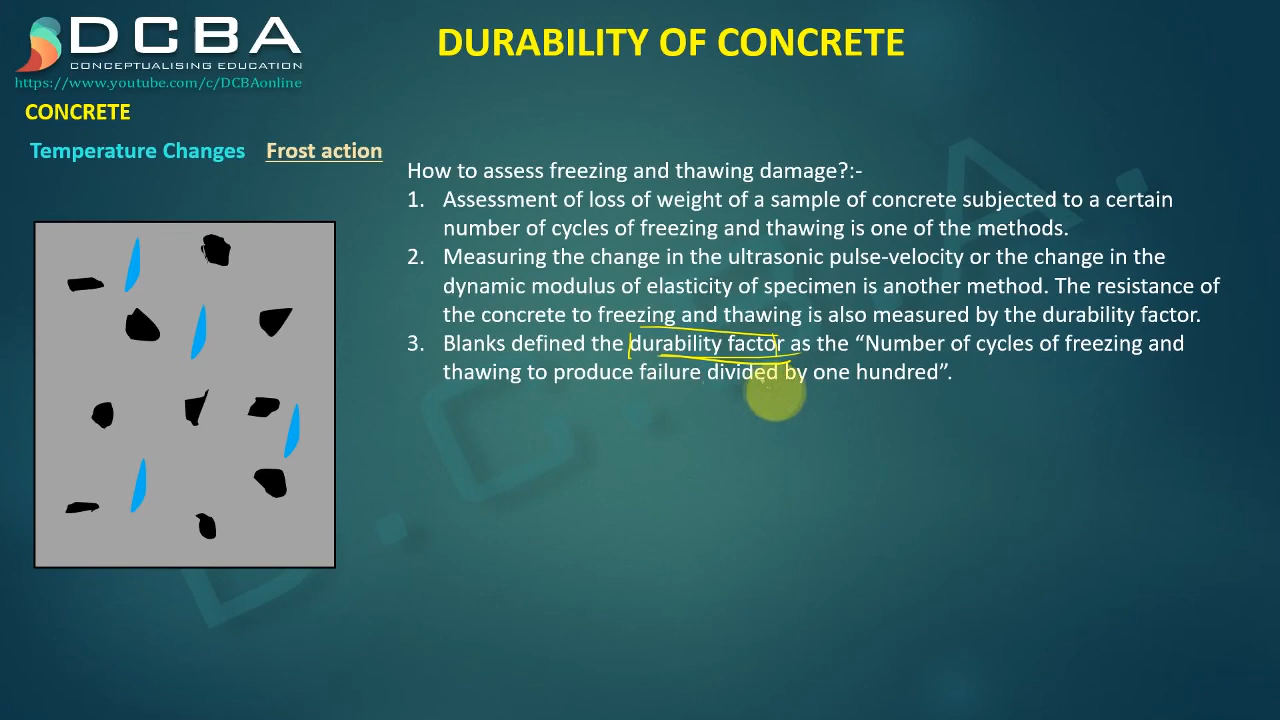 DCBA
CONCEPTUALISING EDUCATION
https://www.youtube.com/c/DCBAonline
DURABILITY OF CONCRETE
CONCRETE
Temperature Changes Frost action
How to assess freezing and thawing damage?:-
1. Assessment of loss of weight of a sample of concrete subjected to a certain
number of cycles of freezing and thawing is one of the methods.
2. Measuring the change in the ultrasonic pulse-velocity or the change in the
dynamic modulus of elasticity of specimen is another method. The resistance of
the concrete to freezing and thawing is also measured by the durability factor.
3. Blanks defined the durability factor as the “Number of cycles of freezing and
thawing to produce failure divided by one hundred”.
D.C.B.A.